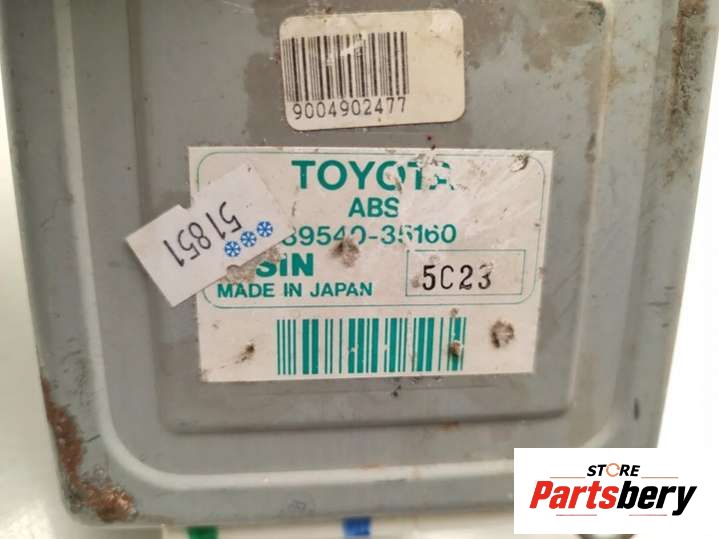 9004902477
TOYOTA
ABS
89540-35160
SIN
MADE IN JAPAN
5C23
51851
STORE
Partsbery